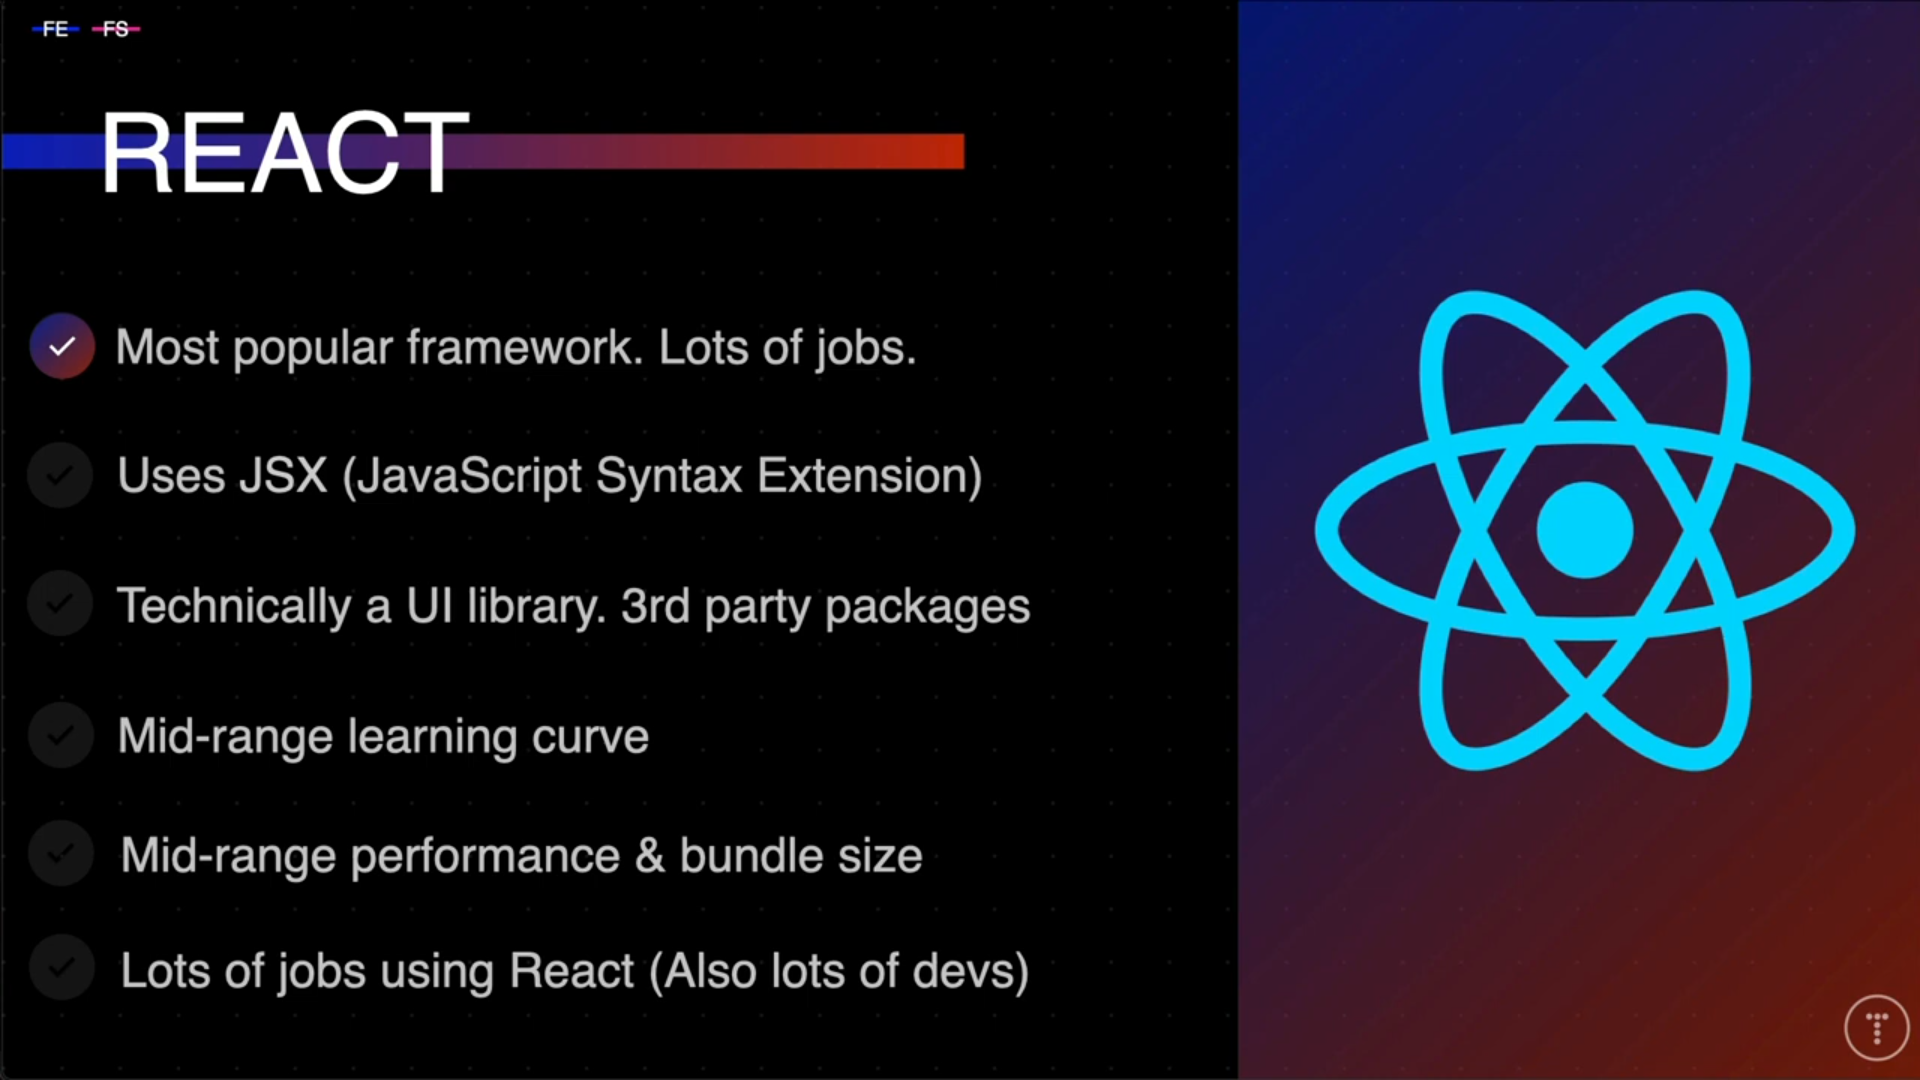 FE FS
REACT
Most popular framework. Lots of jobs.
Uses JSX (JavaScript Syntax Extension)
Technically a UI library. 3rd party packages
Mid-range learning curve
Mid-range performance & bundle size
Lots of jobs using React (Also lots of devs)
T